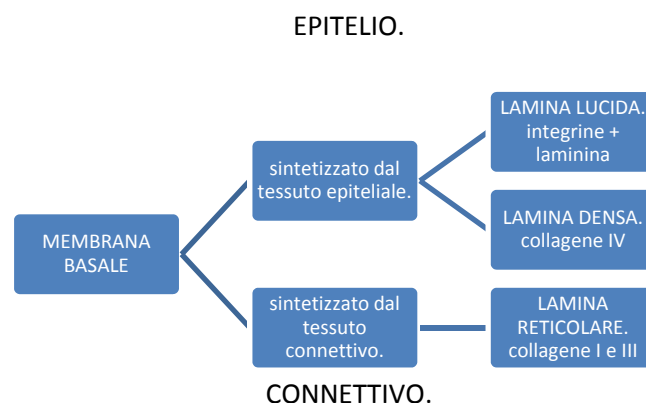 EPITELIO.
LAMINA LUCIDA.
integrine +
laminina
sintetizzato dal
tessuto epiteliale.
LAMINA DENSA.
collagene IV
MEMBRANA
BASALE
sintetizzato dal
tessuto
connettivo.
LAMINA
RETICOLARE.
collagene I e III
CONNETTIVO.